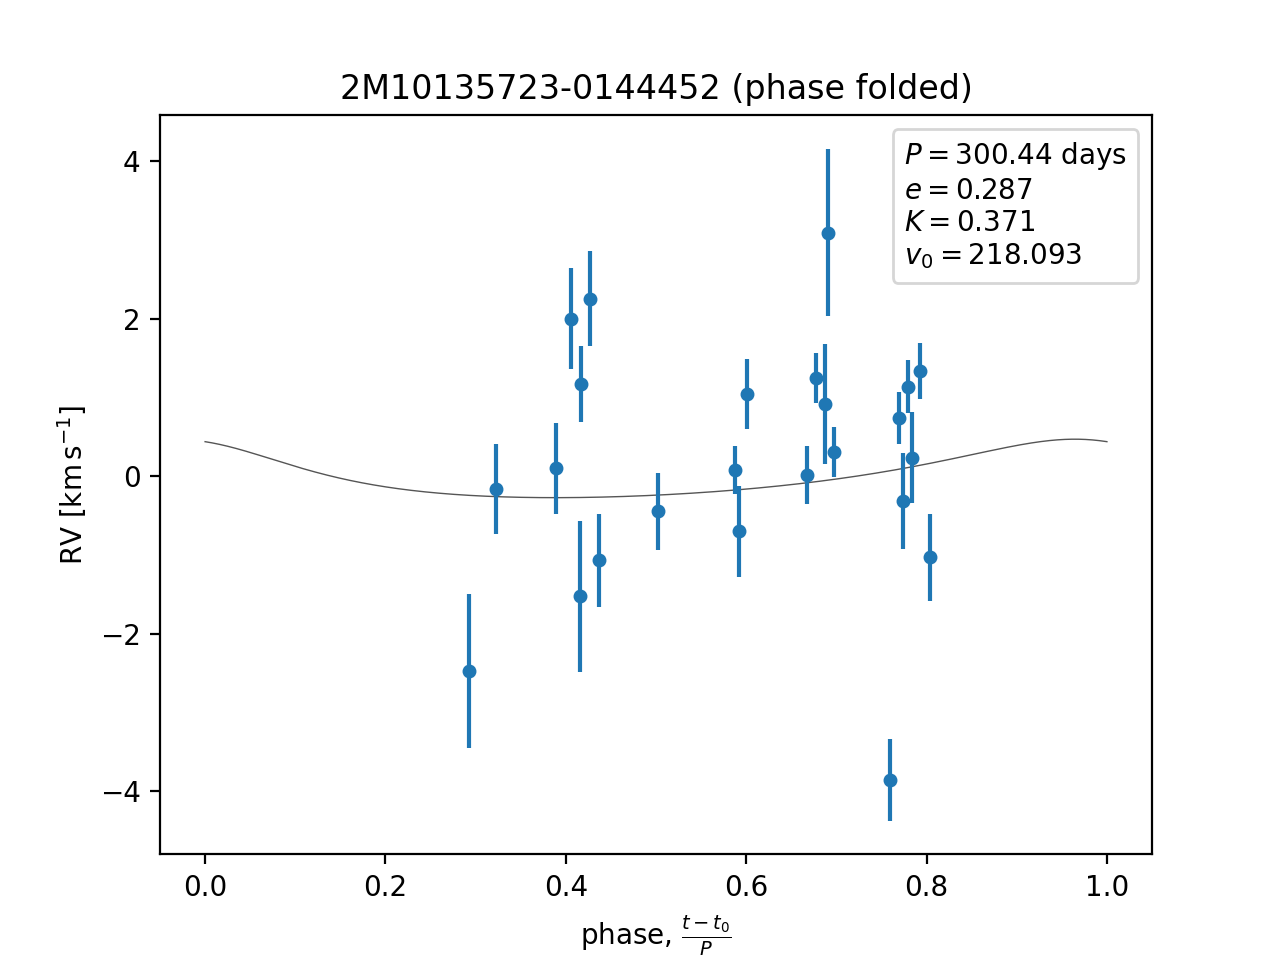 2M10135723-0144452 (phase folded)
P = 300.44 days
e = 0.287
K = 0.371
v₀ = 218.093
4
2
0
−2
−4
RV [km s⁻¹]
0.0 0.2 0.4 0.6 0.8 1.0
phase, (t − t₀)/P